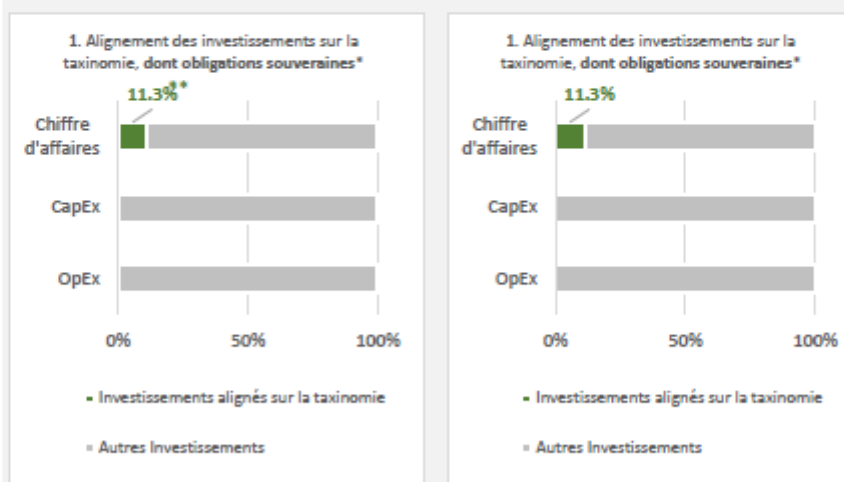 1. Alignement des investissements sur la
taxinomie, dont obligations souveraines*
11.3%**
Chiffre
d'affaires
CapEx
OpEx
0% 50% 100%
Investissements alignés sur la taxinomie
Autres Investissements
1. Alignement des investissements sur la
taxinomie, dont obligations souveraines*
11.3%
Chiffre
d'affaires
CapEx
OpEx
0% 50% 100%
Investissements alignés sur la taxinomie
Autres Investissements